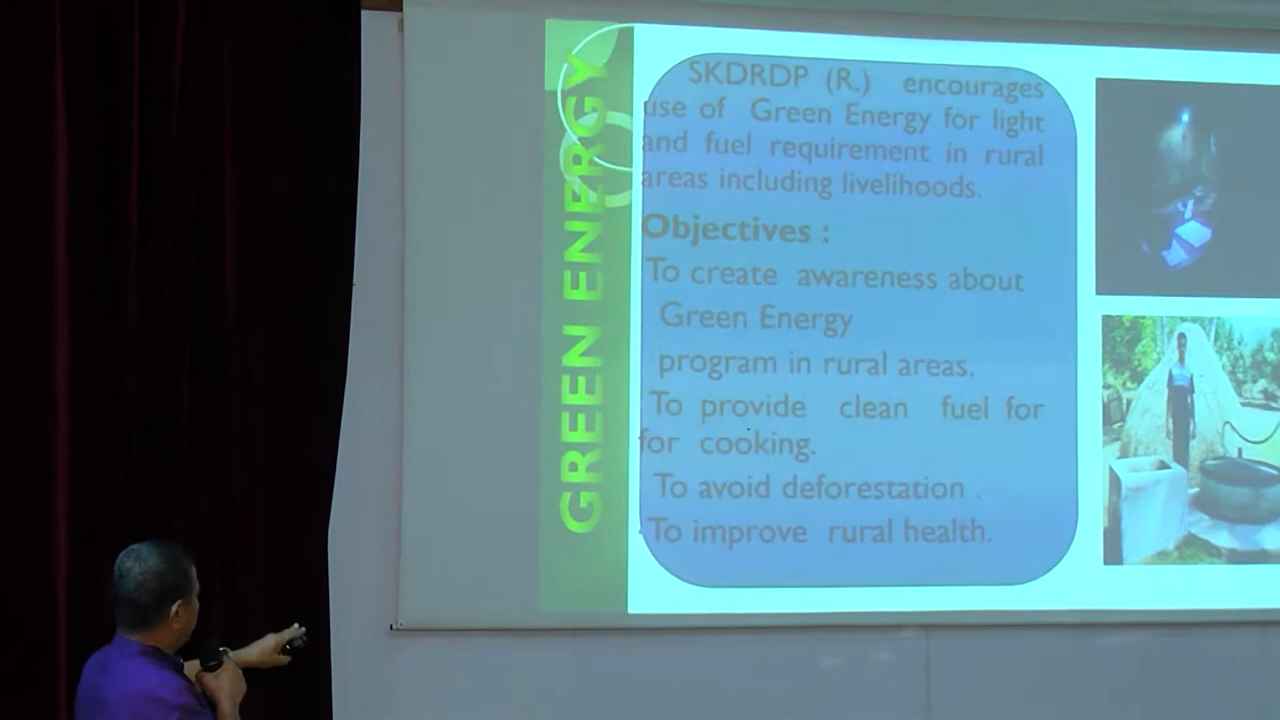 GREEN ENERGY
SKDRDP (R.) encourages
use of Green Energy for light
and fuel requirement in rural
areas including livelihoods.
Objectives :
To create awareness about
Green Energy
program in rural areas.
To provide clean fuel for
for cooking.
To avoid deforestation .
To improve rural health.